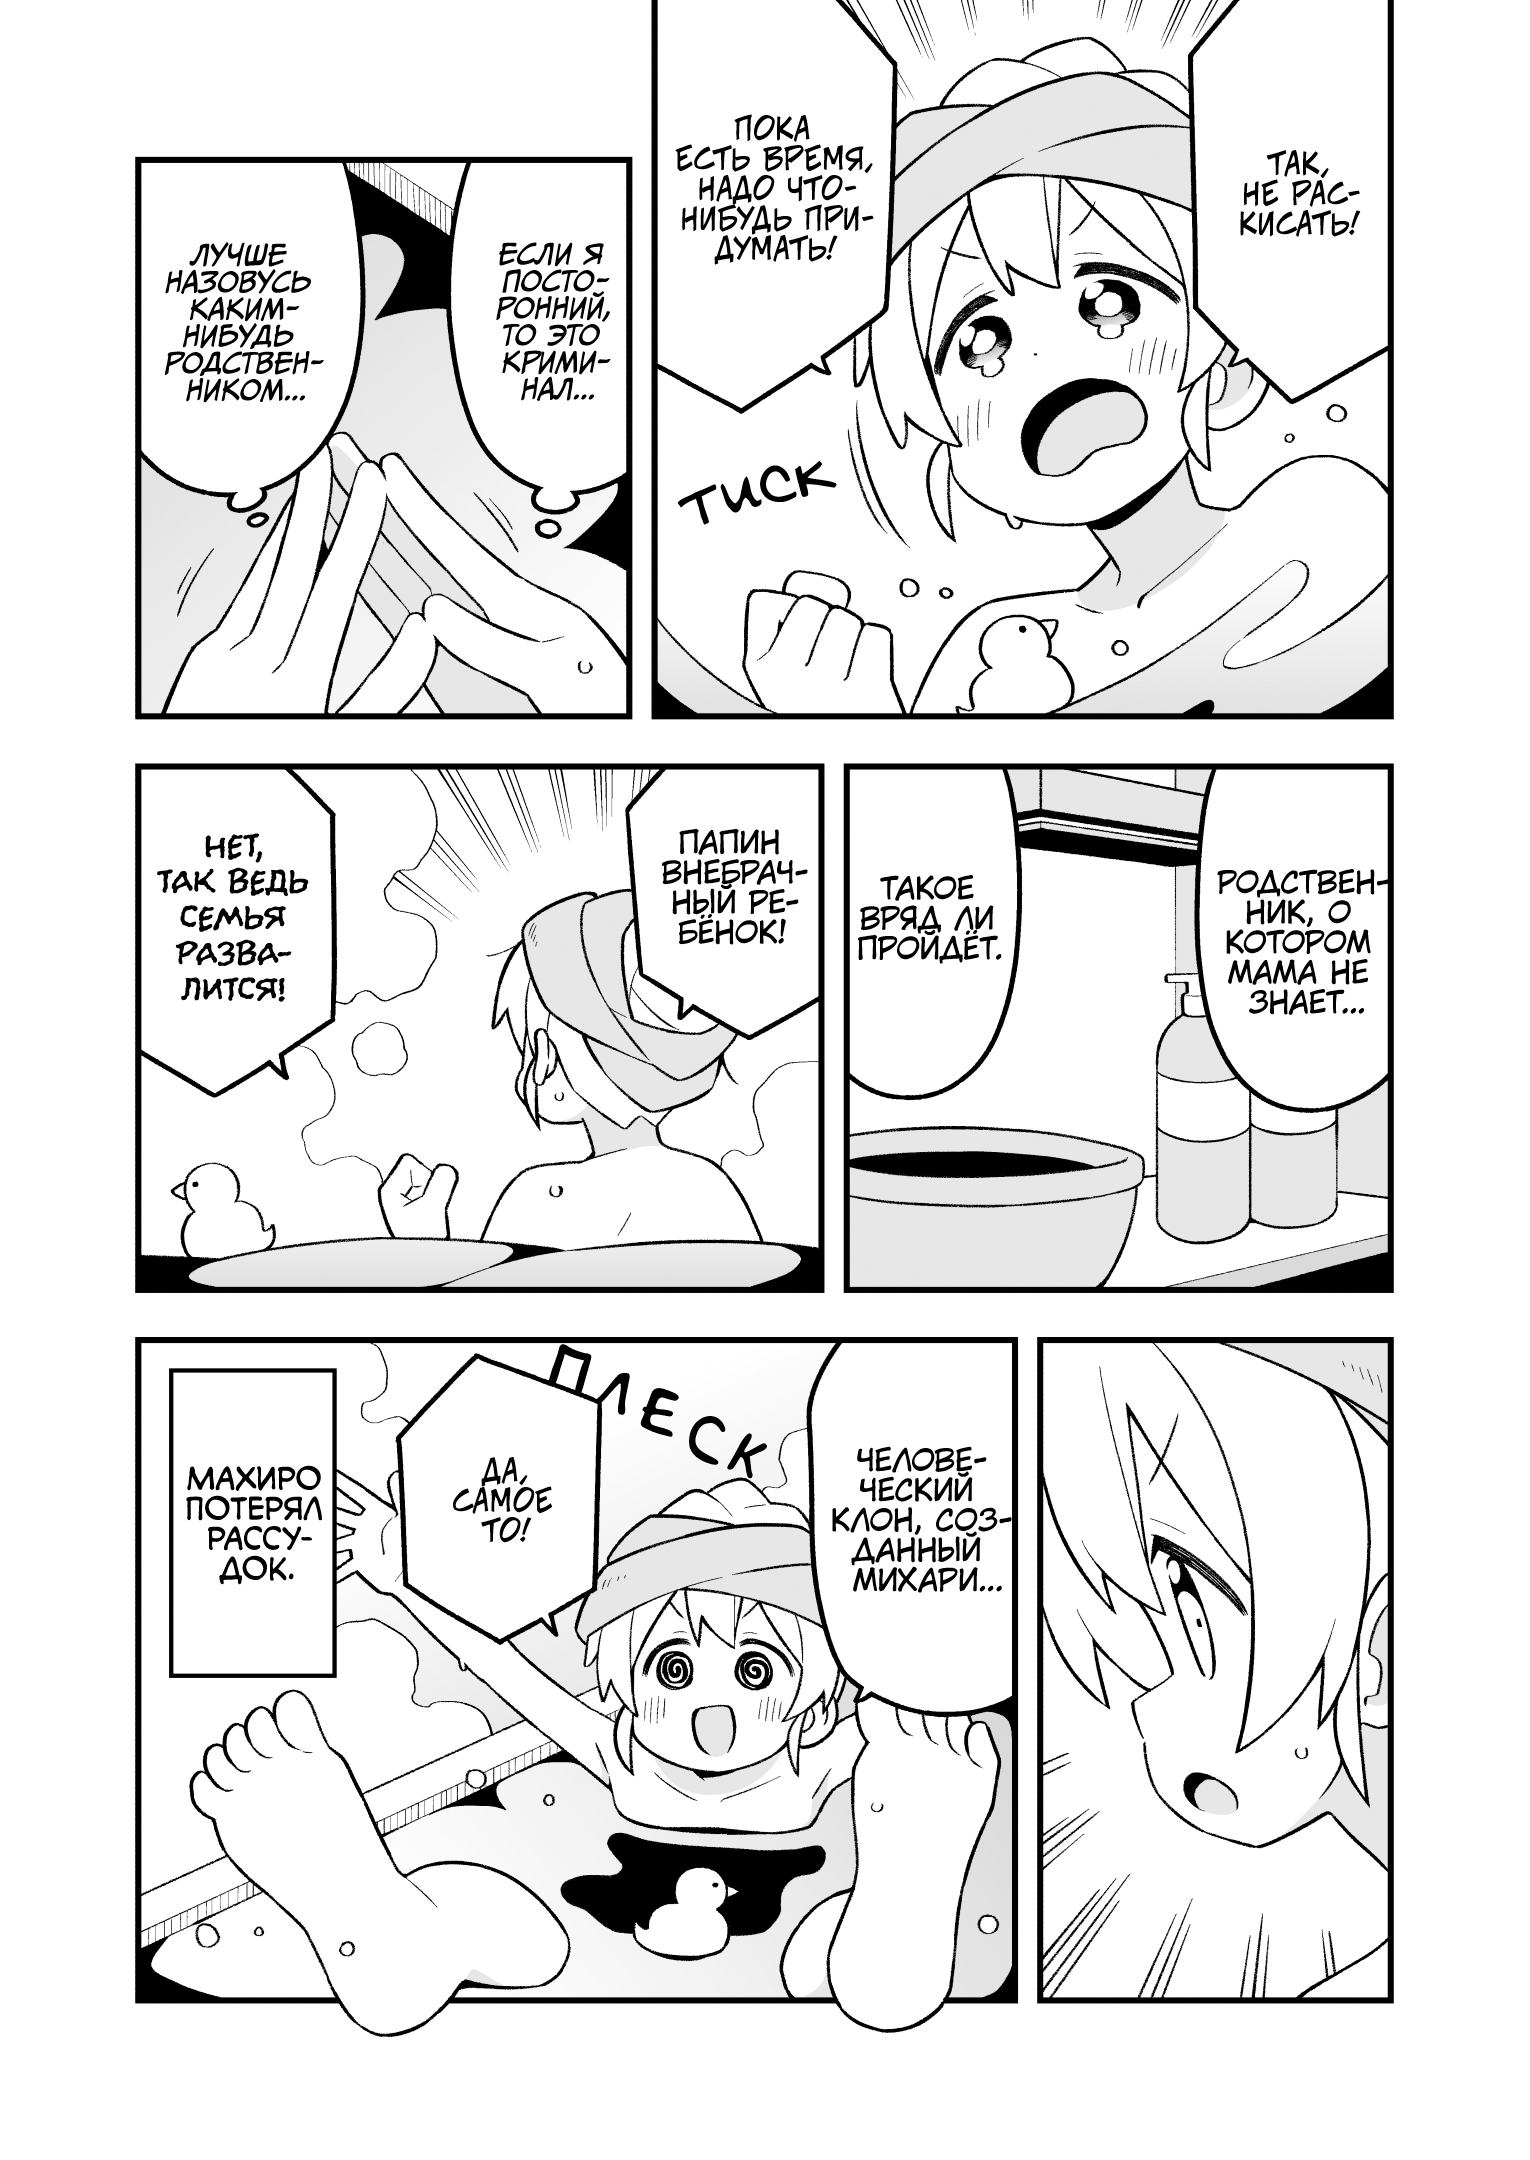 ТАК,
НЕ РАС-
КИСАТЬ!
ПОКА
ЕСТЬ ВРЕМЯ,
НАДО ЧТО-
НИБУДЬ ПРИ-
ДУМАТЬ!
ТИСК
ЕСЛИ Я
ПОСТО-
РОННИЙ,
ТО ЭТО
КРИМИ-
НАЛ...
ЛУЧШЕ
НАЗОВУСЬ
КАКИМ-
НИБУДЬ
РОДСТВЕН-
НИКОМ...
РОДСТВЕН-
НИК, О
КОТОРОМ
МАМА НЕ
ЗНАЕТ...
ТАКОЕ
ВРЯД ЛИ
ПРОЙДЁТ.
ПАПИН
ВНЕБРАЧ-
НЫЙ РЕ-
БЁНОК!
НЕТ,
ТАК ВЕДЬ
СЕМЬЯ
РАЗВА-
ЛИТСЯ!
ЧЕЛОВЕ-
ЧЕСКИЙ
КЛОН, СОЗ-
ДАННЫЙ
МИХАРИ...
ПЛЕСК
ДА,
САМОЕ
ТО!
МАХИРО
ПОТЕРЯЛ
РАССУ-
ДОК.